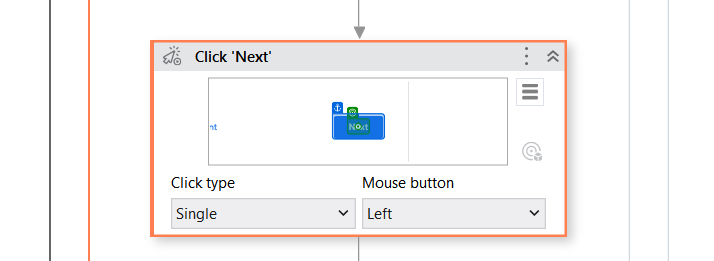 Click 'Next'
nt
Next
Click type
Mouse button
Single
Left